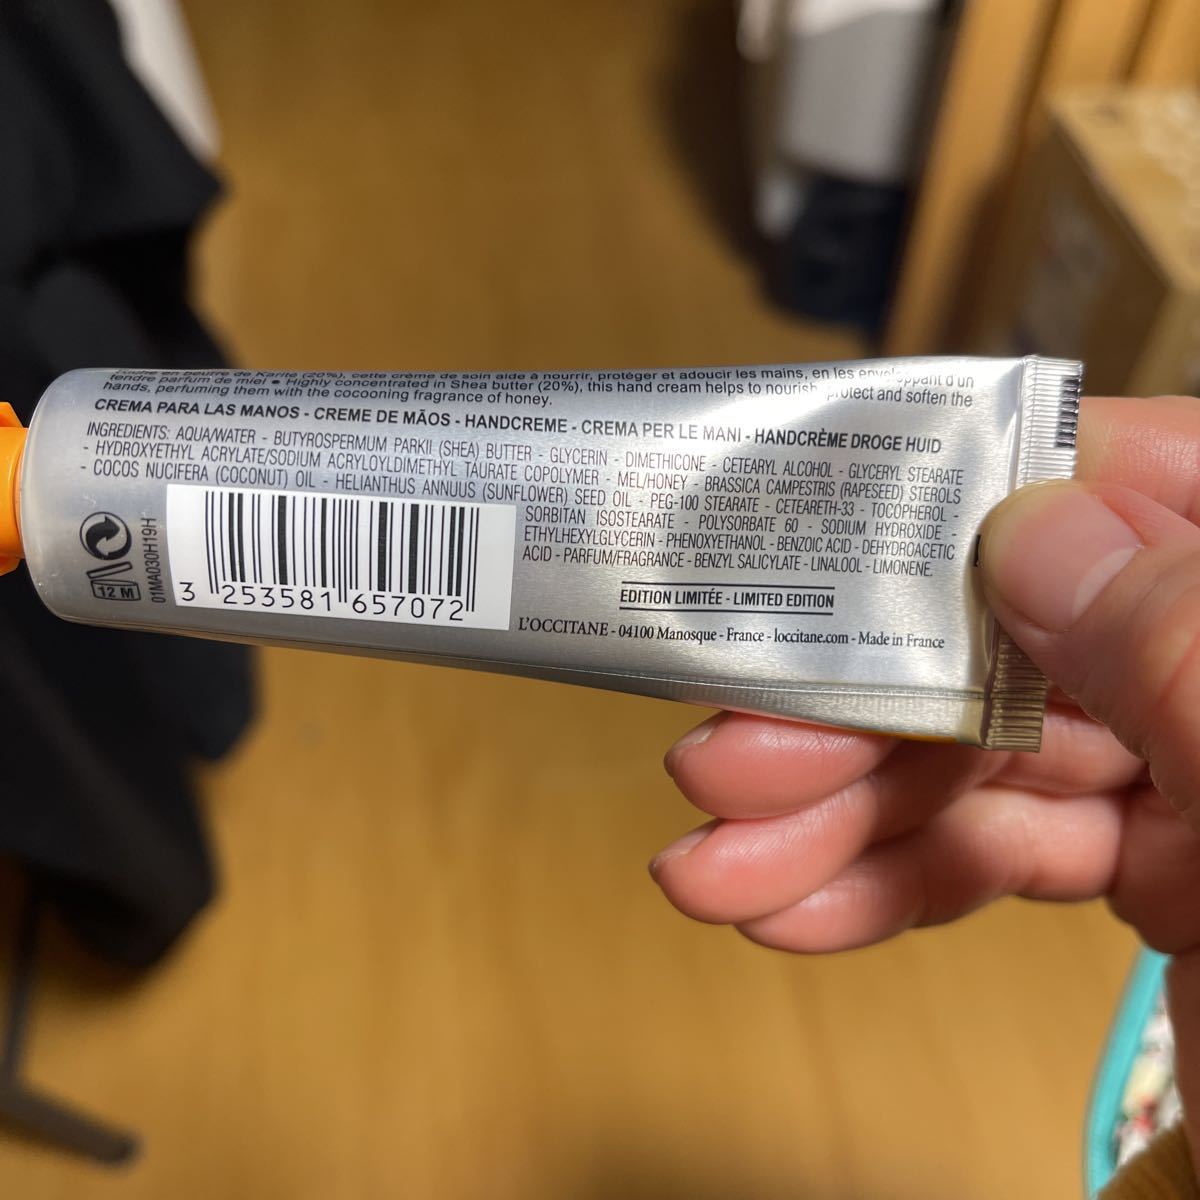 en beurre de Karité (20%), cette crème de soin aide à nourrir, protéger et adoucir les mains, en les enveloppant d'un
tendre parfum de miel • Highly concentrated in Shea butter (20%), this hand cream helps to nourish, protect and soften the
hands, perfuming them with the cocooning fragrance of honey.
CREMA PARA LAS MANOS - CREME DE MÃOS - HANDCREME - CREMA PER LE MANI - HANDCRÈME DROGE HUID
INGREDIENTS: AQUA/WATER - BUTYROSPERMUM PARKII (SHEA) BUTTER - GLYCERIN - DIMETHICONE - CETEARYL ALCOHOL - GLYCERYL STEARATE
- HYDROXYETHYL ACRYLATE/SODIUM ACRYLOYLDIMETHYL TAURATE COPOLYMER - MEL/HONEY - BRASSICA CAMPESTRIS (RAPESEED) STEROLS
- COCOS NUCIFERA (COCONUT) OIL - HELIANTHUS ANNUUS (SUNFLOWER) SEED OIL - PEG-100 STEARATE - CETEARETH-33 - TOCOPHEROL -
SORBITAN ISOSTEARATE - POLYSORBATE 60 - SODIUM HYDROXIDE -
ETHYLHEXYLGLYCERIN - PHENOXYETHANOL - BENZOIC ACID - DEHYDROACETIC
ACID - PARFUM/FRAGRANCE - BENZYL SALICYLATE - LINALOOL - LIMONENE.
EDITION LIMITÉE - LIMITED EDITION
L'OCCITANE - 04100 Manosque - France - loccitane.com - Made in France
12 M
01MA030H19H
3 253581 657072